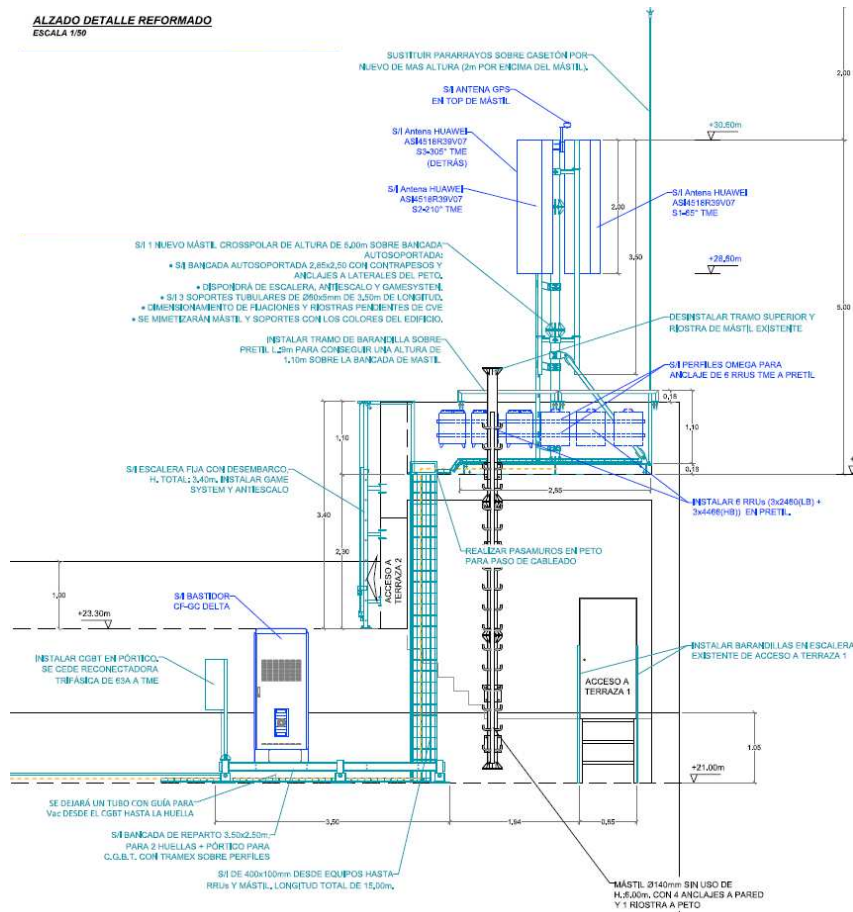 ALZADO DETALLE REFORMADO
ESCALA 1/50
SUSTITUIR PARARRAYOS SOBRE CASETÓN POR
NUEVO DE MAS ALTURA (2m POR ENCIMA DEL MÁSTIL).
2,00
S/I ANTENA GPS
EN TOP DE MÁSTIL
+30.50m
S/I Antena HUAWEI
ASI4518R39V07
S3-305° TME
(DETRÁS)
S/I Antena HUAWEI
ASI4518R39V07
S2-210° TME
S/I Antena HUAWEI
ASI4518R39V07
S1-65° TME
2,00
3,50
+28.50m
5,00
S/I 1 NUEVO MÁSTIL CROSSPOLAR DE ALTURA DE 5,00m SOBRE BANCADA
AUTOSOPORTADA:
• S/I BANCADA AUTOSOPORTADA 2,85x2,50 CON CONTRAPESOS Y
ANCLAJES A LATERALES DEL PETO.
• DISPONDRÁ DE ESCALERA, ANTIESCALO Y GAMESYSTEM.
• S/I 3 SOPORTES TUBULARES DE Ø80x5mm DE 3,50m DE LONGITUD.
• DIMENSIONAMIENTO DE FIJACIONES Y RIOSTRAS PENDIENTES DE CVE
• SE MIMETIZARÁN MÁSTIL Y SOPORTES CON LOS COLORES DEL EDIFICIO.
DESINSTALAR TRAMO SUPERIOR Y
RIOSTRA DE MÁSTIL EXISTENTE
INSTALAR TRAMO DE BARANDILLA SOBRE
PRETIL L.:9m PARA CONSEGUIR UNA ALTURA DE
1,10m SOBRE LA BANCADA DE MASTIL
S/I PERFILES OMEGA PARA
ANCLAJE DE 6 RRUS TME A PRETIL
0,18
1,10
1,10
0,18
S/I ESCALERA FIJA CON DESEMBARCO.
H. TOTAL: 3.40m. INSTALAR GAME
SYSTEM Y ANTIESCALO
3,40
2,30
2,85
INSTALAR 6 RRUs (3x2460(LB) +
3x4466(HB)) EN PRETIL.
REALIZAR PASAMUROS EN PETO
PARA PASO DE CABLEADO
ACCESO A
TERRAZA 2
1,00
+23.30m
S/I BASTIDOR
CF-GC DELTA
INSTALAR CGBT EN PÓRTICO.
SE CEDE RECONECTADORA
TRIFÁSICA DE 63A A TME
INSTALAR BARANDILLAS EN ESCALERA
EXISTENTE DE ACCESO A TERRAZA 1
ACCESO A
TERRAZA 1
1,05
+21.00m
SE DEJARÁ UN TUBO CON GUÍA PARA
Vac DESDE EL CGBT HASTA LA HUELLA
3,50
1,94
0,85
S/I BANCADA DE REPARTO 3.50x2.50m.
PARA 2 HUELLAS + PÓRTICO PARA
C.G.B.T. CON TRAMEX SOBRE PERFILES
S/I DE 400x100mm DESDE EQUIPOS HASTA
RRUs Y MÁSTIL. LONGITUD TOTAL DE 15,00m.
MÁSTIL Ø140mm SIN USO DE
H.:6,00m. CON 4 ANCLAJES A PARED
Y 1 RIOSTRA A PETO